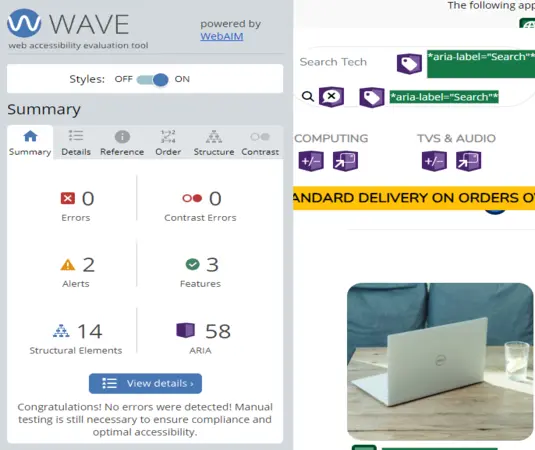 WAVE
web accessibility evaluation tool
powered by
WebAIM
Styles: OFF ON
Summary
Summary Details Reference Order Structure Contrast
0 Errors
0 Contrast Errors
2 Alerts
3 Features
14 Structural Elements
58 ARIA
View details ›
Congratulations! No errors were detected! Manual
testing is still necessary to ensure compliance and
optimal accessibility.
The following app
Search Tech *aria-label="Search"*
*aria-label="Search"*
COMPUTING TVS & AUDIO
+/- +/-
ANDARD DELIVERY ON ORDERS O
DELL